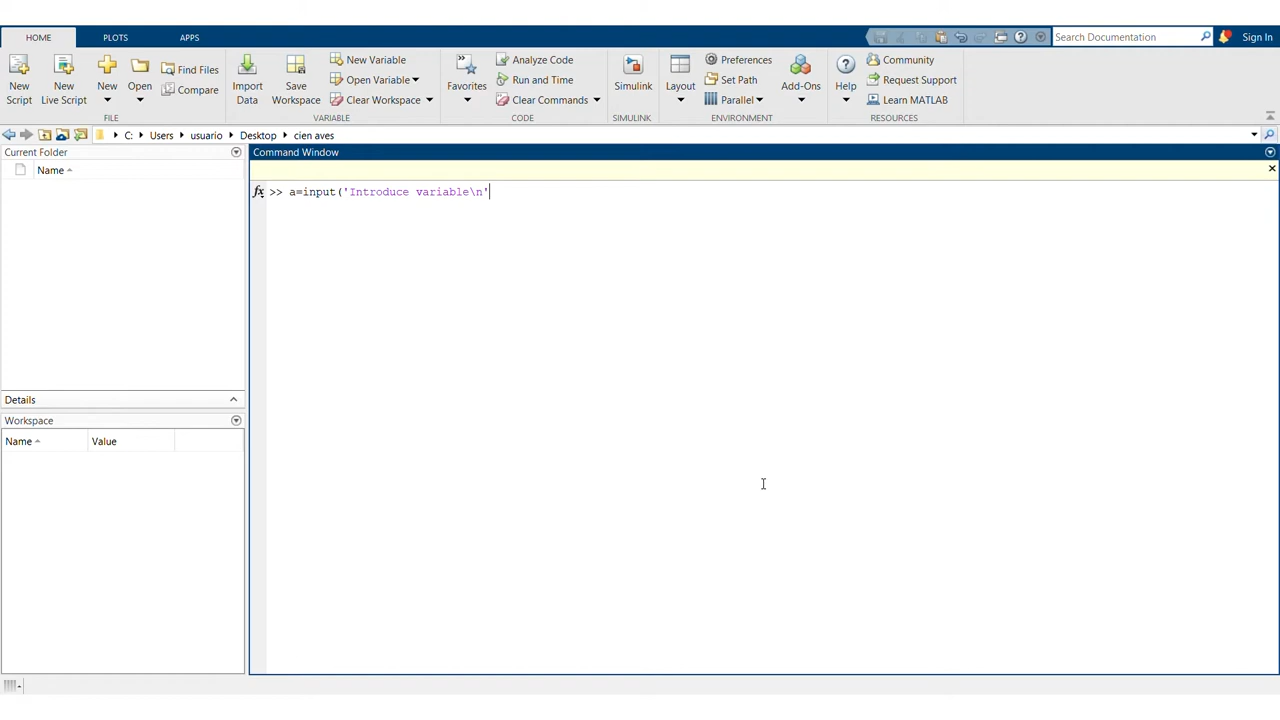 HOME PLOTS APPS Search Documentation Sign In
New Script
New Live Script
New
Open
Find Files
Compare
FILE
Import Data
Save Workspace
New Variable
Open Variable
Clear Workspace
VARIABLE
Favorites
Analyze Code
Run and Time
Clear Commands
CODE
Simulink
SIMULINK
Layout
Preferences
Set Path
Parallel
Add-Ons
ENVIRONMENT
Help
Community
Request Support
Learn MATLAB
RESOURCES
C: Users usuario Desktop cien aves
Current Folder
Name
Details
Workspace
Name Value
Command Window
fx >> a=input('Introduce variable\n'